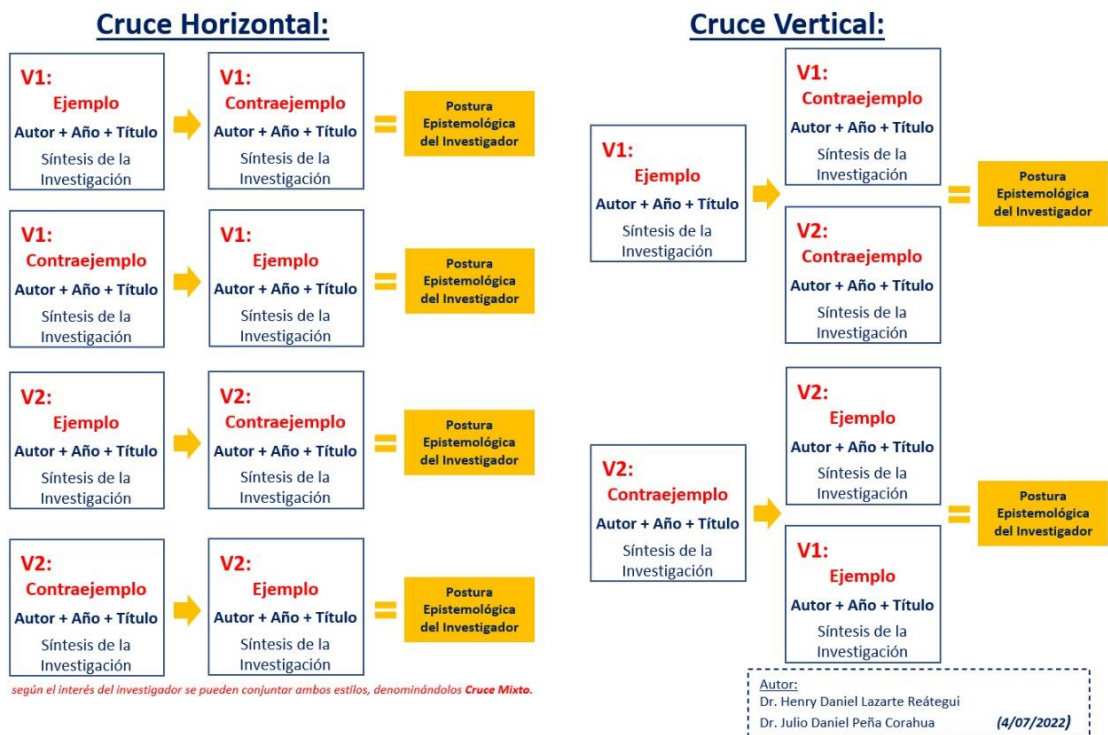 Cruce Horizontal:
V1:
Ejemplo
Autor + Año + Título
Síntesis de la
Investigación
V1:
Contraejemplo
Autor + Año + Título
Síntesis de la
Investigación
Postura
Epistemológica
del Investigador
V1:
Contraejemplo
Autor + Año + Título
Síntesis de la
Investigación
V1:
Ejemplo
Autor + Año + Título
Síntesis de la
Investigación
Postura
Epistemológica
del Investigador
V2:
Ejemplo
Autor + Año + Título
Síntesis de la
Investigación
V2:
Contraejemplo
Autor + Año + Título
Síntesis de la
Investigación
Postura
Epistemológica
del Investigador
V2:
Contraejemplo
Autor + Año + Título
Síntesis de la
Investigación
V2:
Ejemplo
Autor + Año + Título
Síntesis de la
Investigación
Postura
Epistemológica
del Investigador
según el interés del investigador se pueden conjuntar ambos estilos, denominándolos Cruce Mixto.
Cruce Vertical:
V1:
Ejemplo
Autor + Año + Título
Síntesis de la
Investigación
V1:
Contraejemplo
Autor + Año + Título
Síntesis de la
Investigación
V2:
Contraejemplo
Autor + Año + Título
Síntesis de la
Investigación
Postura
Epistemológica
del Investigador
V2:
Contraejemplo
Autor + Año + Título
Síntesis de la
Investigación
V2:
Ejemplo
Autor + Año + Título
Síntesis de la
Investigación
V1:
Ejemplo
Autor + Año + Título
Síntesis de la
Investigación
Postura
Epistemológica
del Investigador
Autor:
Dr. Henry Daniel Lazarte Reátegui
Dr. Julio Daniel Peña Corahua (4/07/2022)